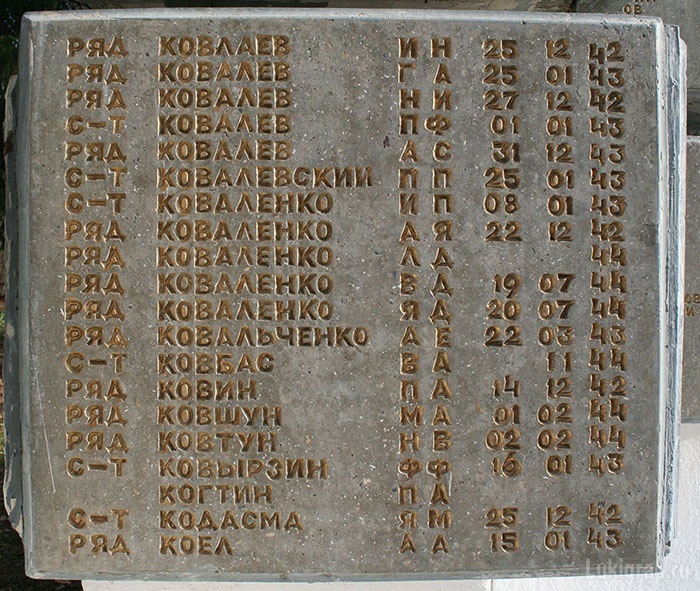 РЯД КОВЛАЕВ И Н 25 12 42
РЯД КОВАЛЕВ Г А 25 01 43
РЯД КОВАЛЕВ Н И 27 12 42
С-Т КОВАЛЕВ П Ф 01 01 43
РЯД КОВАЛЕВ А С 31 12 43
С-Т КОВАЛЕВСКИЙ П П 25 01 43
С-Т КОВАЛЕНКО И П 08 01 43
РЯД КОВАЛЕНКО А Я 22 12 42
РЯД КОВАЛЕНКО Л Д 44
РЯД КОВАЛЕНКО В Д 19 07 44
РЯД КОВАЛЕНКО Я Д 20 07 44
РЯД КОВАЛЬЧЕНКО А Е 22 03 43
С-Т КОВБАС В А 11 44
РЯД КОВИН П А 14 12 42
РЯД КОВШУН М А 01 02 44
РЯД КОВТУН Н В 02 02 44
С-Т КОВЫРЗИН Ф Ф 16 01 43
КОГТИН П А
С-Т КОДАСМА Я М 25 12 42
РЯД КОЕЛ А А 15 01 43
Lukigrad.ru